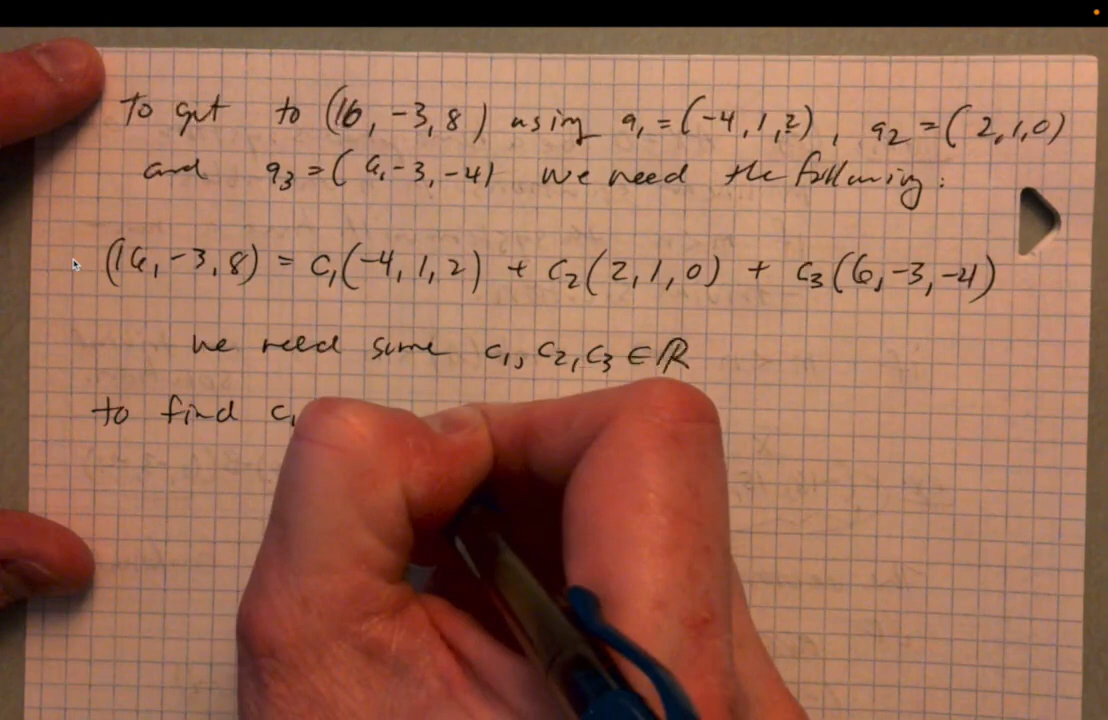 to get to (16, -3, 8) using a₁ = (-4, 1, 2), a₂ = (2, 1, 0)
and a₃ = (6, -3, -4) we need the following:
(16, -3, 8) = c₁(-4, 1, 2) + c₂(2, 1, 0) + c₃(6, -3, -4)
we need some c₁, c₂, c₃ ∈ ℝ
to find c₁